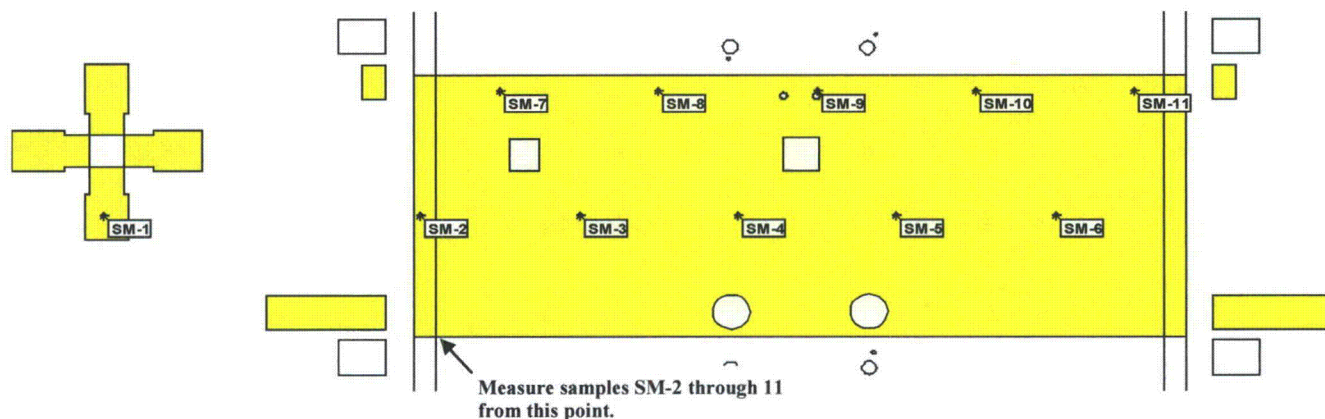 SM-7
SM-8
SM-9
SM-10
SM-11
SM-1
SM-2
SM-3
SM-4
SM-5
SM-6
Measure samples SM-2 through 11
from this point.